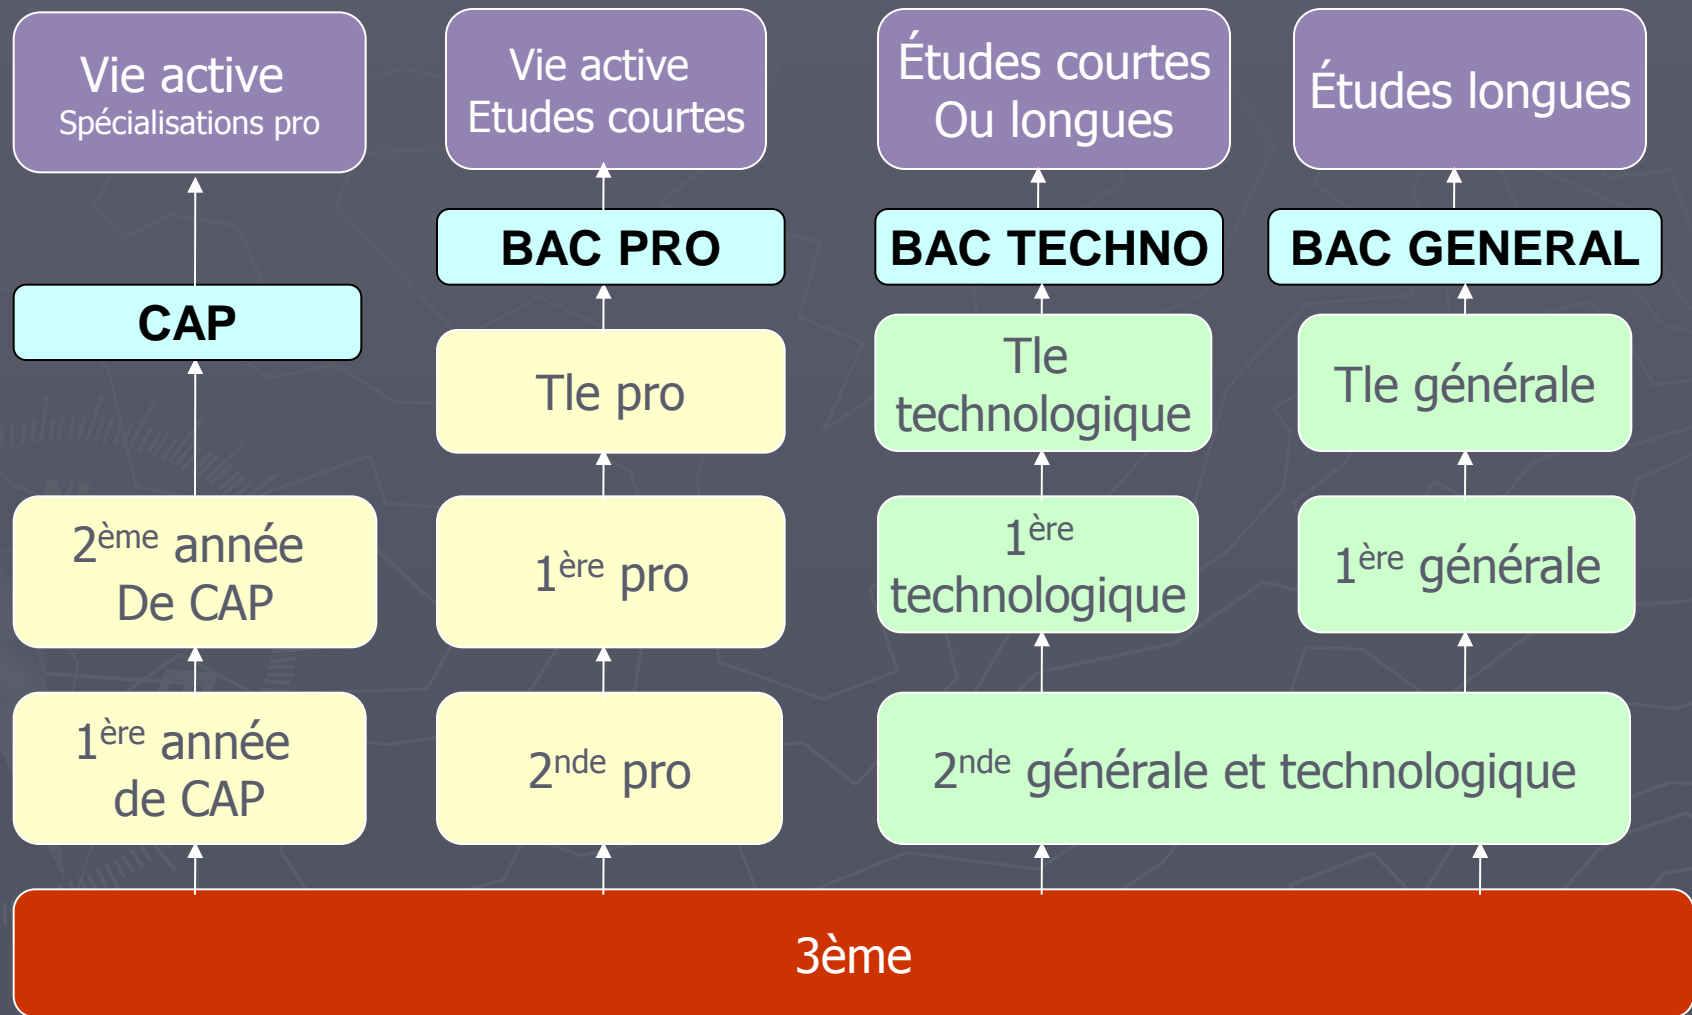 Vie active
Spécialisations pro
Vie active
Etudes courtes
Études courtes
Ou longues
Études longues
BAC PRO
BAC TECHNO
BAC GENERAL
CAP
Tle pro
Tle
technologique
Tle générale
2ème année
De CAP
1ère pro
1ère
technologique
1ère générale
1ère année
de CAP
2nde pro
2nde générale et technologique
3ème